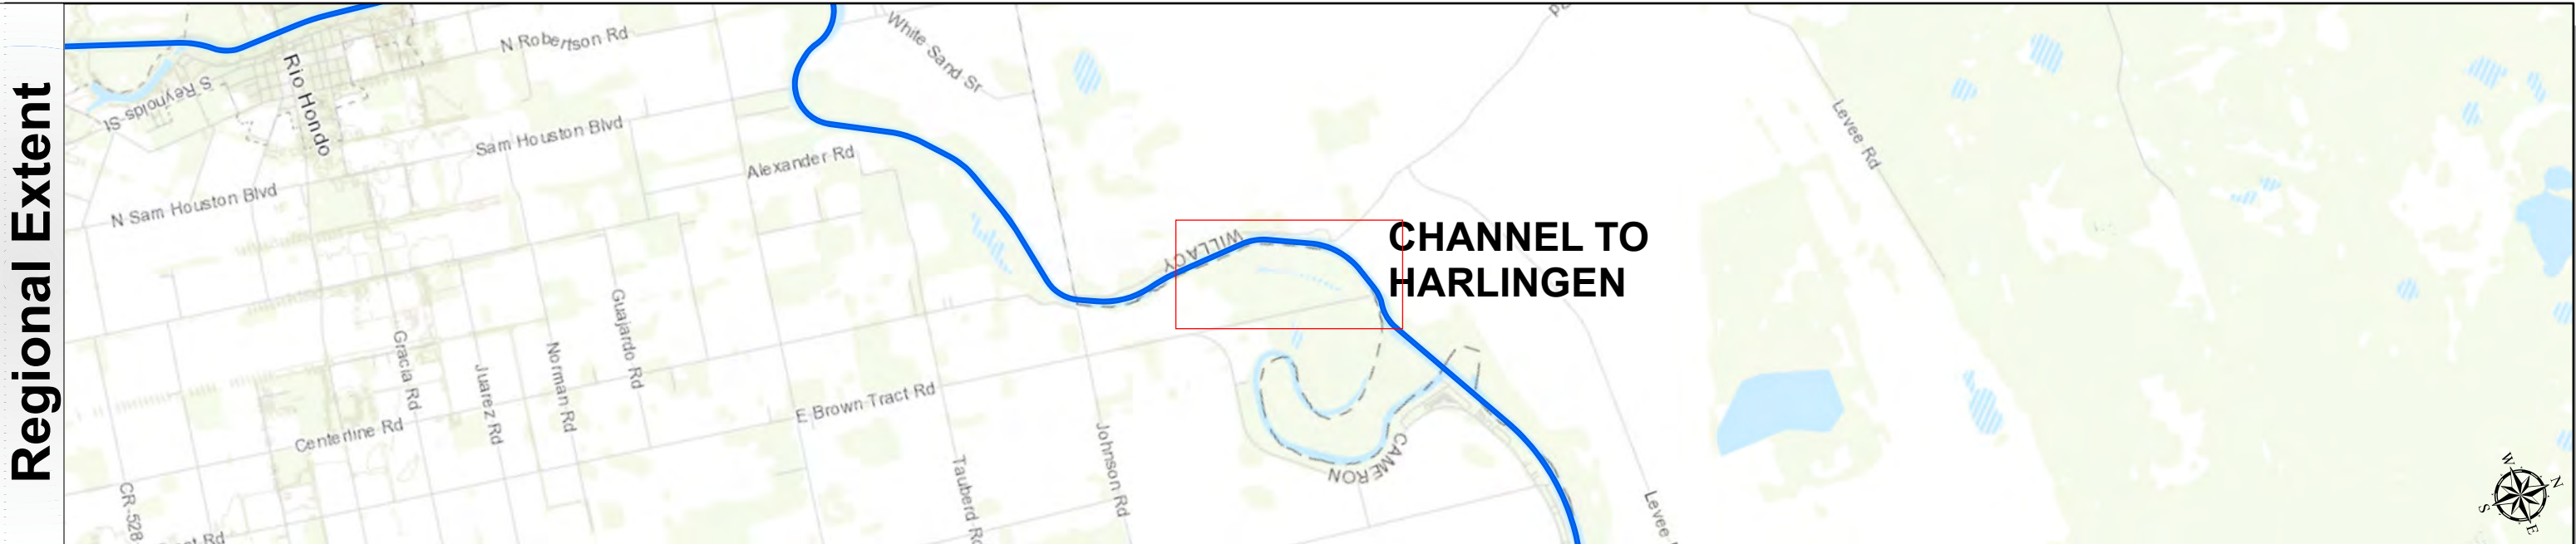 Regional Extent
N Robertson Rd
White Sand Sr
Rio Hondo
S Reynolds-St
Sam Houston Blvd
Alexander Rd
N Sam Houston Blvd
Levee Rd
WILLACY
CHANNEL TO
HARLINGEN
Guajardo Rd
Gracia Rd
Juarez Rd
Norman Rd
E Brown Tract Rd
Centerline Rd
Johnson Rd
CAMERON
Tauberd Rd
CR-528
Levee
W
N
S
E